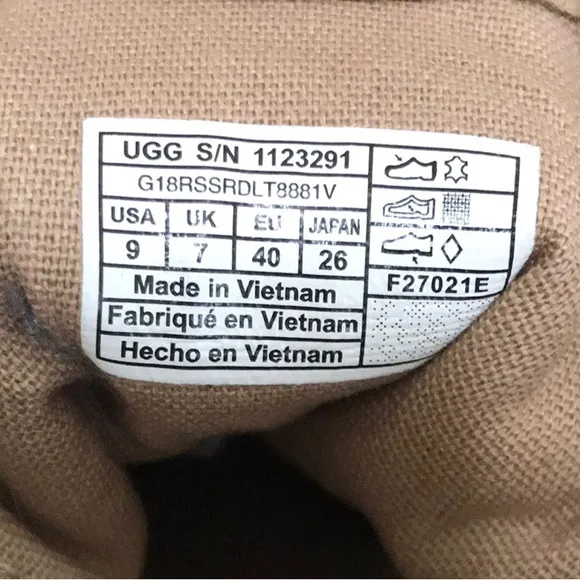 UGG S/N 1123291
G18RSSRDLT8881V
USA UK EU JAPAN
9 7 40 26
Made in Vietnam
Fabriqué en Vietnam
Hecho en Vietnam
F27021E